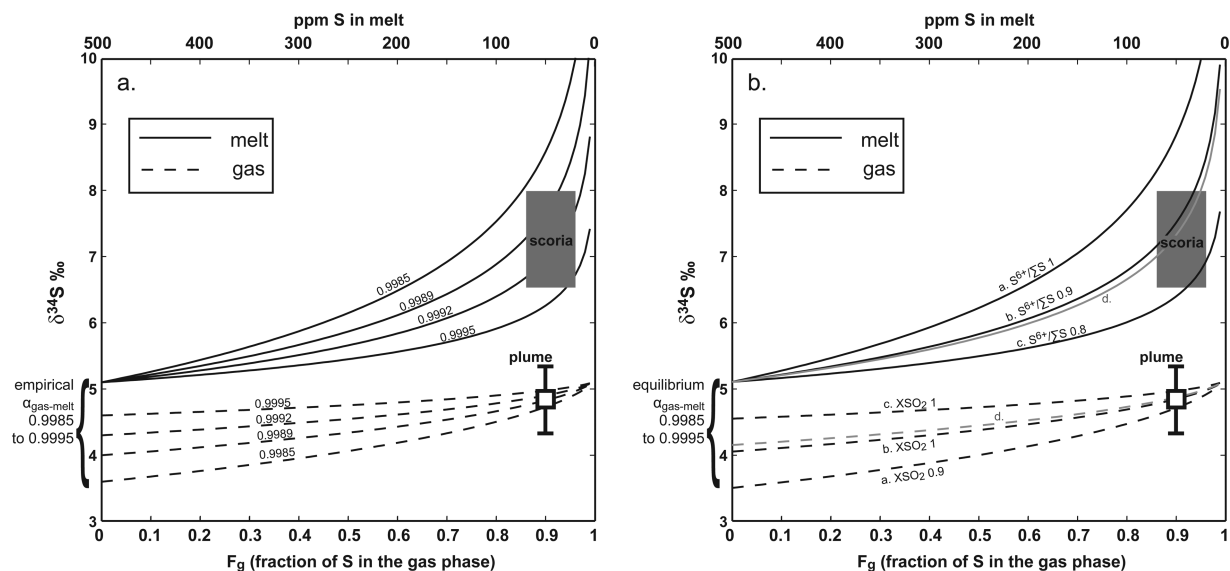 ppm S in melt
500 400 300 200 100 0
10
9
8
7
6
5
4
3
δ³⁴S ‰
a.
melt
gas
scoria
0.9985
0.9989
0.9992
0.9995
plume
empirical
αgas-melt
0.9985
to 0.9995
0.9995
0.9992
0.9989
0.9985
0 0.1 0.2 0.3 0.4 0.5 0.6 0.7 0.8 0.9 1
Fg (fraction of S in the gas phase)
ppm S in melt
500 400 300 200 100 0
10
9
8
7
6
5
4
3
δ³⁴S ‰
b.
melt
gas
scoria
a. S⁶⁺/∑S 1
b. S⁶⁺/∑S 0.9
d.
c. S⁶⁺/∑S 0.8
plume
equilibrium
αgas-melt
0.9985
to 0.9995
c. XSO₂ 1
d.
b. XSO₂ 1
a. XSO₂ 0.9
0 0.1 0.2 0.3 0.4 0.5 0.6 0.7 0.8 0.9 1
Fg (fraction of S in the gas phase)